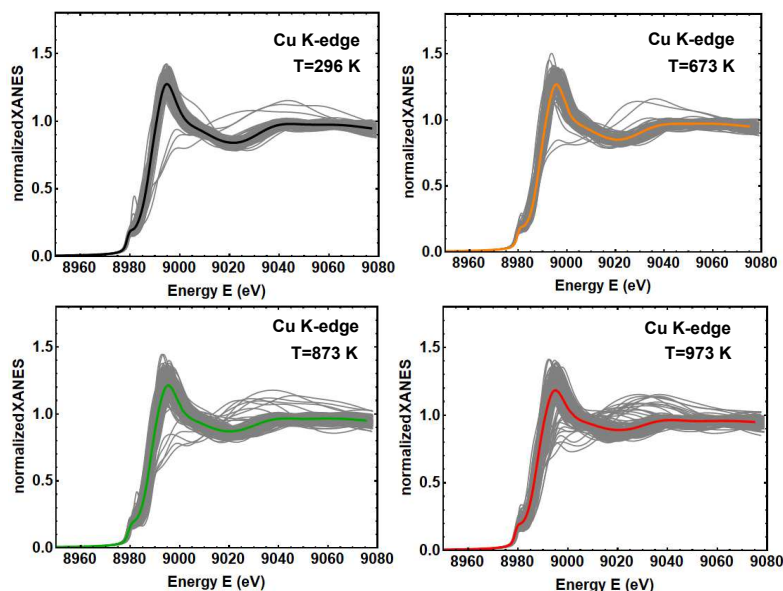 Cu K-edge
T=296 K
normalizedXANES
1.5
1.0
0.5
0.0
8960 8980 9000 9020 9040 9060 9080
Energy E (eV)
Cu K-edge
T=673 K
normalizedXANES
1.5
1.0
0.5
0.0
8960 8980 9000 9020 9040 9060 9080
Energy E (eV)
Cu K-edge
T=873 K
normalizedXANES
1.5
1.0
0.5
0.0
8960 8980 9000 9020 9040 9060 9080
Energy E (eV)
Cu K-edge
T=973 K
normalizedXANES
1.5
1.0
0.5
0.0
8960 8980 9000 9020 9040 9060 9080
Energy E (eV)